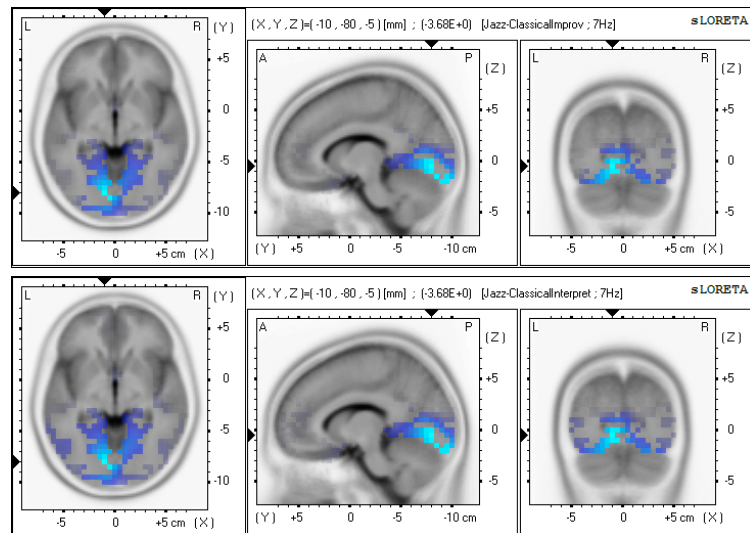 L R (Y) (X , Y , Z )=( -10 , -80 , -5 ) [mm] ; (-3.68E+0) [Jazz-ClassicalImprov ; 7Hz] sLORETA
A P (Z) L R (Z)
+5
0
-5
-10
+5
0
-5
+5
0
-5
-5 0 +5 cm (X)
(Y) +5 0 -5 -10 cm
-5 0 +5 cm (X)
L R (Y) (X , Y , Z )=( -10 , -80 , -5 ) [mm] ; (-3.68E+0) [Jazz-ClassicalInterpret ; 7Hz] sLORETA
A P (Z) L R (Z)
+5
0
-5
-10
+5
0
-5
+5
0
-5
-5 0 +5 cm (X)
(Y) +5 0 -5 -10 cm
-5 0 +5 cm (X)